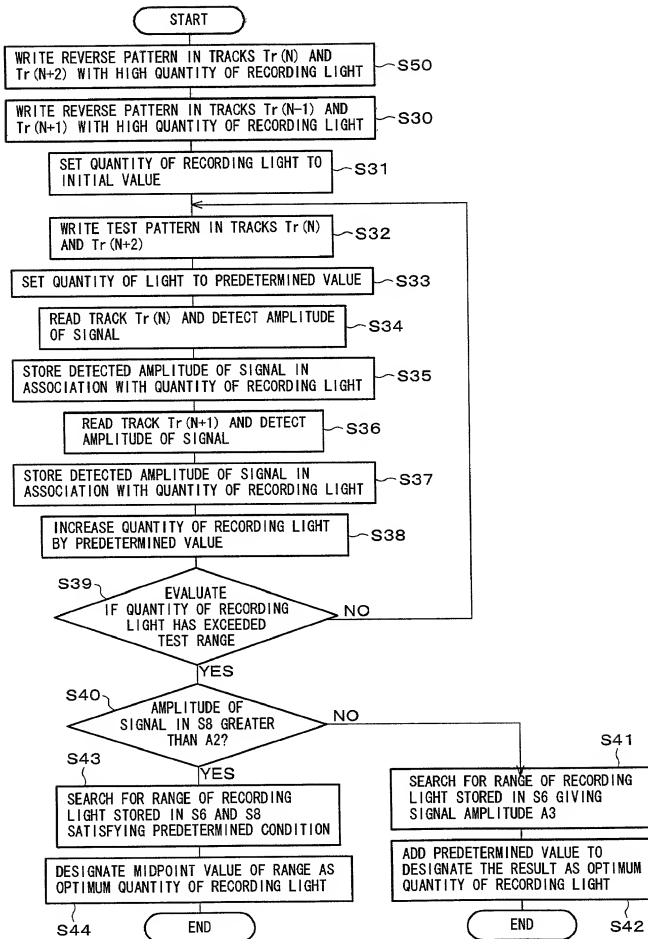 START
WRITE REVERSE PATTERN IN TRACKS Tr(N) AND
Tr(N+2) WITH HIGH QUANTITY OF RECORDING LIGHT
S50
WRITE REVERSE PATTERN IN TRACKS Tr(N-1) AND
Tr(N+1) WITH HIGH QUANTITY OF RECORDING LIGHT
S30
SET QUANTITY OF RECORDING LIGHT TO
INITIAL VALUE
S31
WRITE TEST PATTERN IN TRACKS Tr(N)
AND Tr(N+2)
S32
SET QUANTITY OF LIGHT TO PREDETERMINED VALUE
S33
READ TRACK Tr(N) AND DETECT AMPLITUDE
OF SIGNAL
S34
STORE DETECTED AMPLITUDE OF SIGNAL IN
ASSOCIATION WITH QUANTITY OF RECORDING LIGHT
S35
READ TRACK Tr(N+1) AND DETECT
AMPLITUDE OF SIGNAL
S36
STORE DETECTED AMPLITUDE OF SIGNAL IN
ASSOCIATION WITH QUANTITY OF RECORDING LIGHT
S37
INCREASE QUANTITY OF RECORDING LIGHT
BY PREDETERMINED VALUE
S38
S39
EVALUATE
IF QUANTITY OF RECORDING
LIGHT HAS EXCEEDED
TEST RANGE
NO
YES
S40
AMPLITUDE OF
SIGNAL IN S8 GREATER
THAN A2?
NO
YES
S43
SEARCH FOR RANGE OF RECORDING
LIGHT STORED IN S6 AND S8
SATISFYING PREDETERMINED CONDITION
DESIGNATE MIDPOINT VALUE OF RANGE AS
OPTIMUM QUANTITY OF RECORDING LIGHT
S44
END
S41
SEARCH FOR RANGE OF RECORDING
LIGHT STORED IN S6 GIVING
SIGNAL AMPLITUDE A3
ADD PREDETERMINED VALUE TO
DESIGNATE THE RESULT AS OPTIMUM
QUANTITY OF RECORDING LIGHT
S42
END